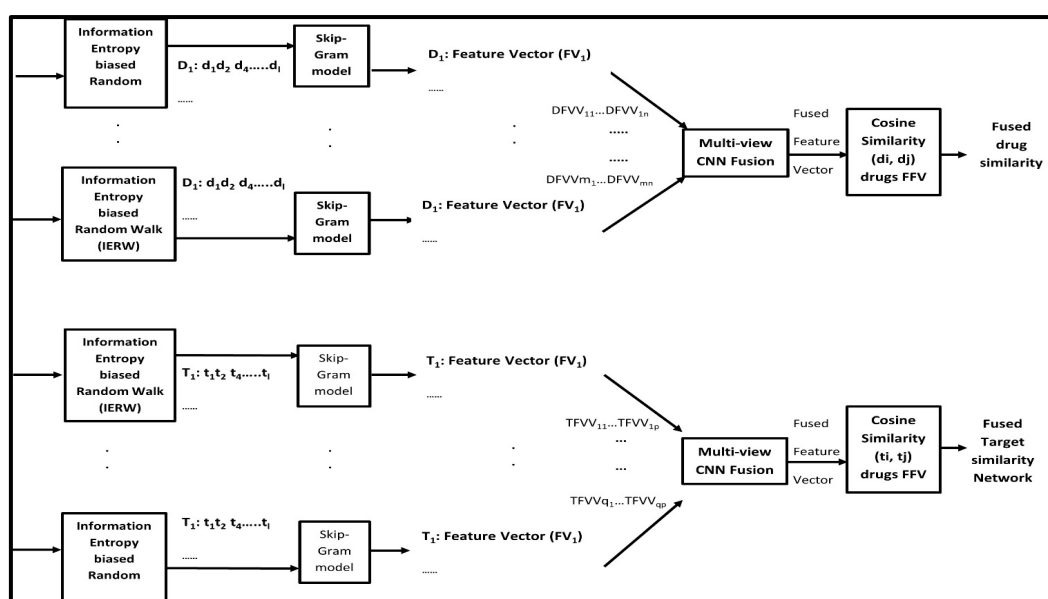 Information
Entropy
biased
Random
D₁: d₁d₂ d₄.....dₗ
......
Skip-
Gram
model
D₁: Feature Vector (FV₁)
......
DFVV₁₁...DFVV₁ₙ
.....
.....
DFVVm₁...DFVVₘₙ
Multi-view
CNN Fusion
Fused
Feature
Vector
Cosine
Similarity
(di, dj)
drugs FFV
Fused
drug
similarity
Information
Entropy
biased
Random Walk
(IERW)
D₁: d₁d₂ d₄.....dₗ
......
Skip-
Gram
model
D₁: Feature Vector (FV₁)
......
Information
Entropy
biased
Random Walk
(IERW)
T₁: t₁t₂ t₄.....tₗ
......
Skip-
Gram
model
T₁: Feature Vector (FV₁)
......
TFVV₁₁...TFVV₁ₚ
...
...
TFVVq₁...TFVV_qp
Multi-view
CNN Fusion
Fused
Feature
Vector
Cosine
Similarity
(ti, tj)
drugs FFV
Fused
Target
similarity
Network
Information
Entropy
biased
Random
T₁: t₁t₂ t₄.....tₗ
......
Skip-
Gram
model
T₁: Feature Vector (FV₁)
......